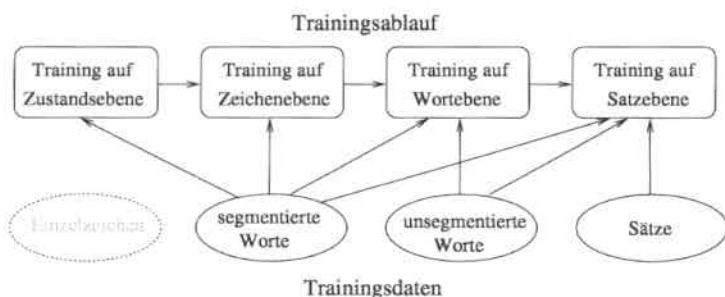 Trainingsablauf
Training auf
Zustandsebene
Training auf
Zeichenebene
Training auf
Wortebene
Training auf
Satzebene
Einzelzeichen
segmentierte
Worte
unsegmentierte
Worte
Sätze
Trainingsdaten